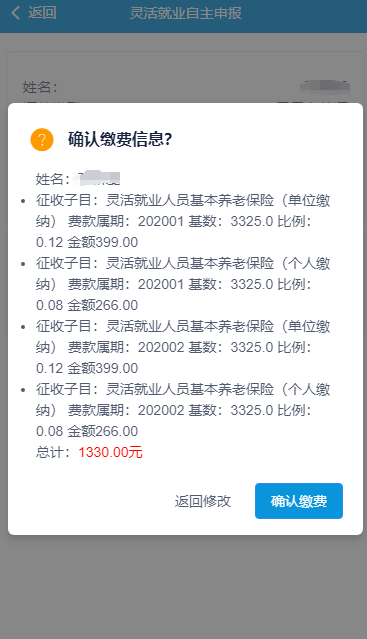 返回
灵活就业自主申报
姓名：
确认缴费信息?
姓名：
征收子目：灵活就业人员基本养老保险（单位缴
纳） 费款属期：202001 基数：3325.0 比例：
0.12 金额399.00
征收子目：灵活就业人员基本养老保险（个人缴
纳） 费款属期：202001 基数：3325.0 比例：
0.08 金额266.00
征收子目：灵活就业人员基本养老保险（单位缴
纳） 费款属期：202002 基数：3325.0 比例：
0.12 金额399.00
征收子目：灵活就业人员基本养老保险（个人缴
纳） 费款属期：202002 基数：3325.0 比例：
0.08 金额266.00
总计：1330.00元
返回修改
确认缴费